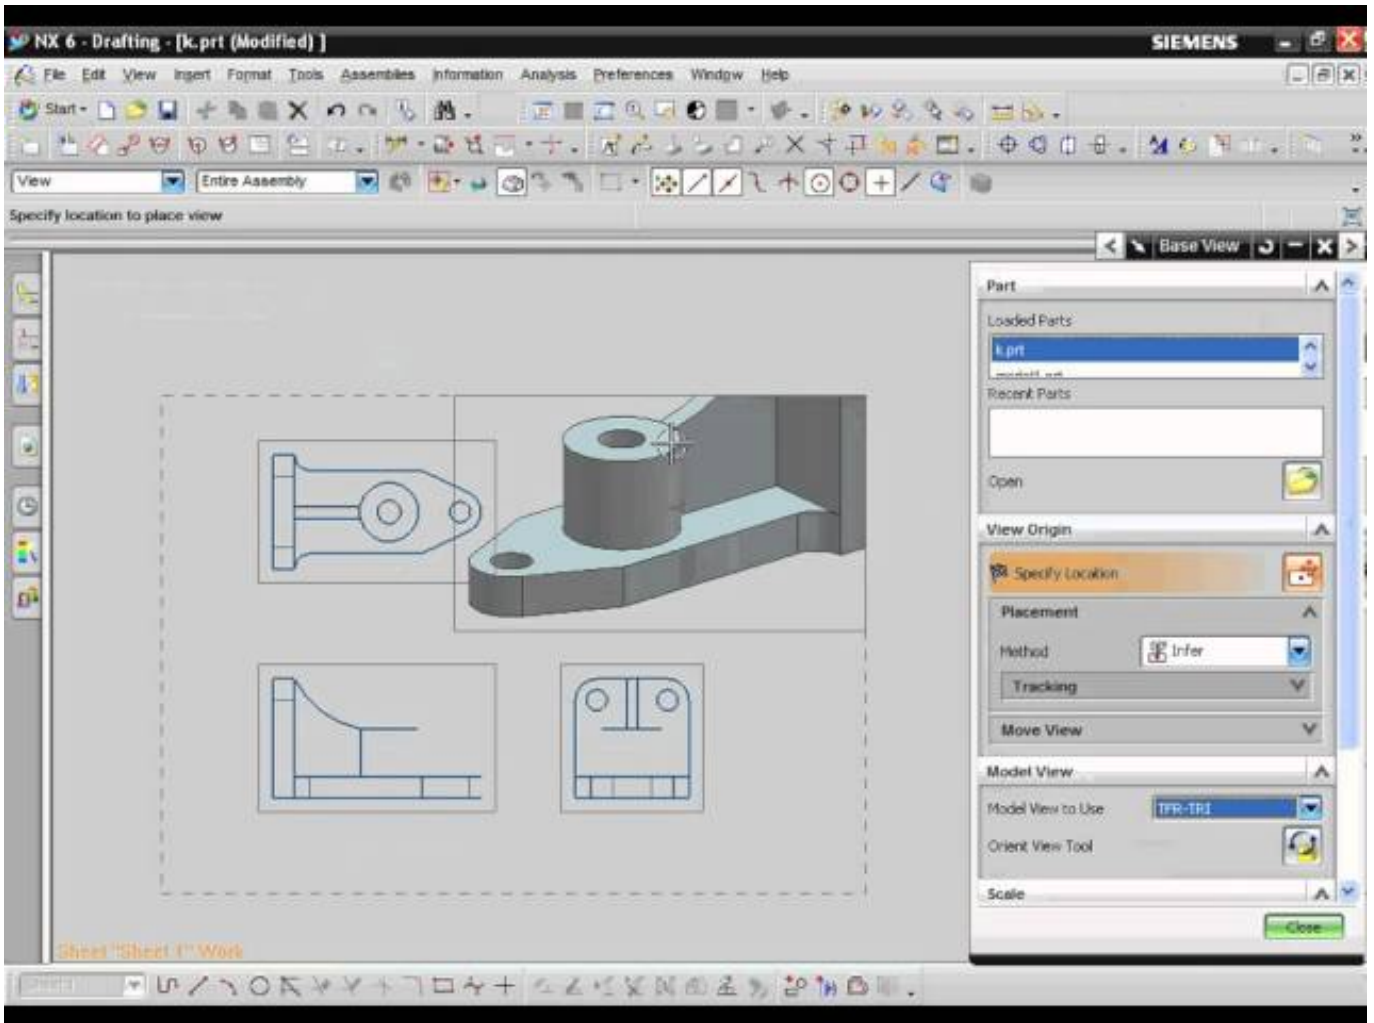 NX 6 - Drafting - [k.prt (Modified) ]
SIEMENS
File Edit View Insert Format Tools Assemblies Information Analysis Preferences Window Help
Start
View
Entire Assembly
Specify location to place view
Base View
Part
Loaded Parts
k.prt
Recent Parts
Open
View Origin
Specify Location
Placement
Method
Infer
Tracking
Move View
Model View
Model View to Use
TFR-TRI
Orient View Tool
Scale
Close
Sheet "Sheet 1" Work